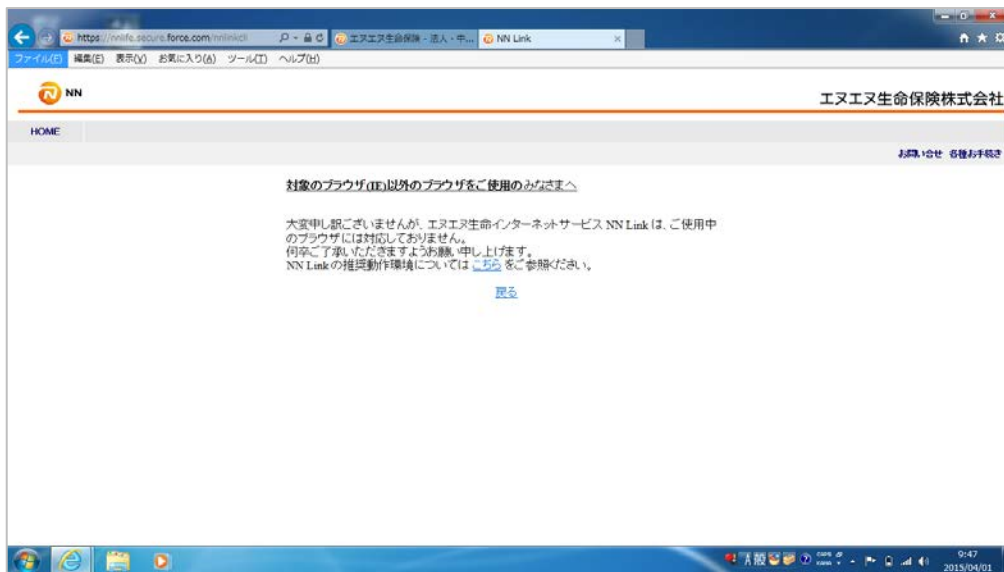 https://nnlife.secure.force.com/nnlinkcli
エヌエヌ生命保険 - 法人・中...
NN Link
ファイル(F) 編集(E) 表示(V) お気に入り(A) ツール(T) ヘルプ(H)
NN
エヌエヌ生命保険株式会社
HOME
お問い合せ 各種お手続き
対象のブラウザ(IE)以外のブラウザをご使用のみなさまへ
大変申し訳ございませんが、エヌエヌ生命インターネットサービス NN Link は、ご使用中
のブラウザには対応しておりません。
何卒ご了承いただきますようお願い申し上げます。
NN Link の推奨動作環境については こちら をご参照ください。
戻る
A 般
CAPS
KANA
9:47
2015/04/01